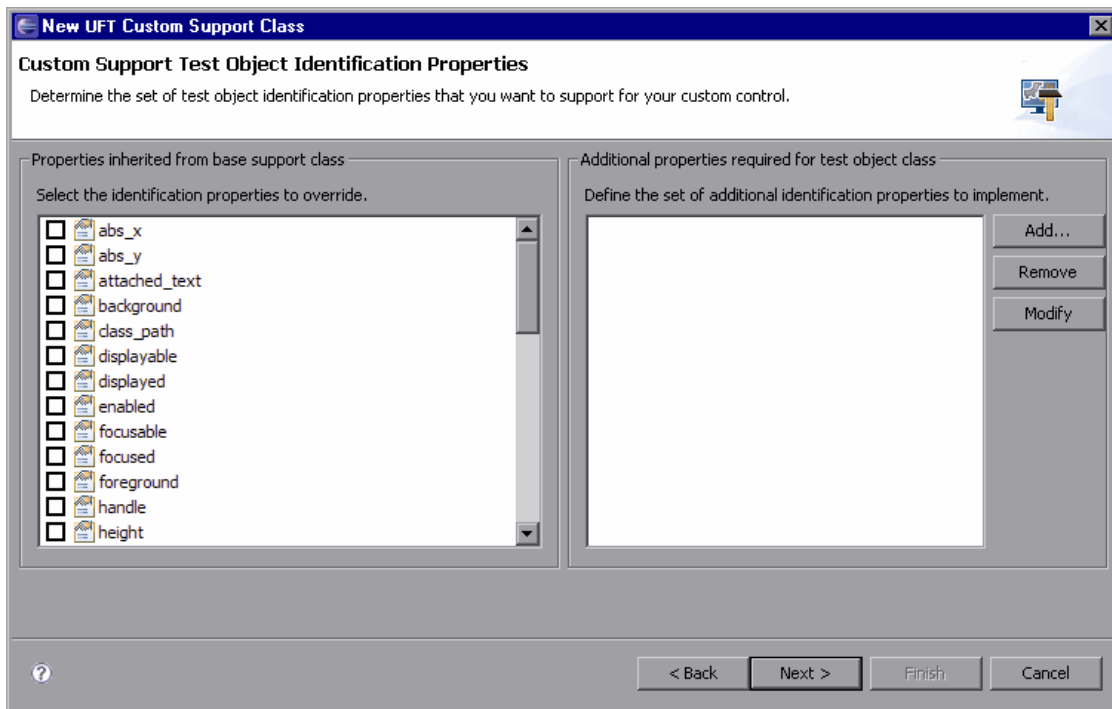 New UFT Custom Support Class
Custom Support Test Object Identification Properties
Determine the set of test object identification properties that you want to support for your custom control.
Properties inherited from base support class
Select the identification properties to override.
abs_x
abs_y
attached_text
background
class_path
displayable
displayed
enabled
focusable
focused
foreground
handle
height
Additional properties required for test object class
Define the set of additional identification properties to implement.
Add...
Remove
Modify
?
< Back
Next >
Finish
Cancel